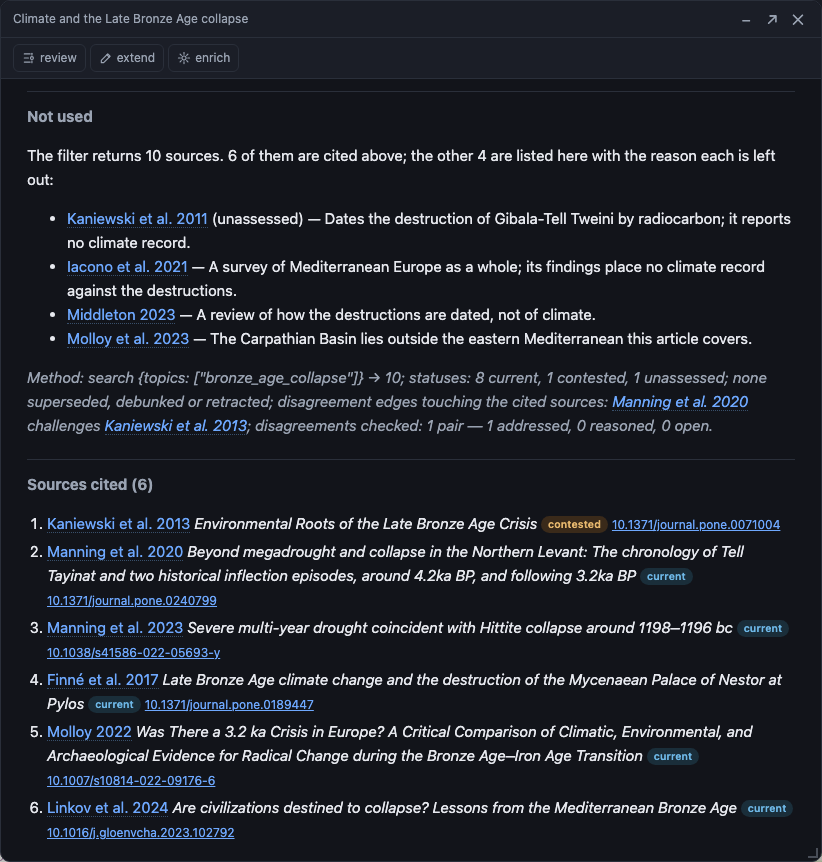 Climate and the Late Bronze Age collapse
review extend enrich
Not used
The filter returns 10 sources. 6 of them are cited above; the other 4 are listed here with the reason each is left
out:
• Kaniewski et al. 2011 (unassessed) — Dates the destruction of Gibala-Tell Tweini by radiocarbon; it reports
no climate record.
• Iacono et al. 2021 — A survey of Mediterranean Europe as a whole; its findings place no climate record
against the destructions.
• Middleton 2023 — A review of how the destructions are dated, not of climate.
• Molloy et al. 2023 — The Carpathian Basin lies outside the eastern Mediterranean this article covers.
Method: search {topics: ["bronze_age_collapse"]} → 10; statuses: 8 current, 1 contested, 1 unassessed; none
superseded, debunked or retracted; disagreement edges touching the cited sources: Manning et al. 2020
challenges Kaniewski et al. 2013; disagreements checked: 1 pair — 1 addressed, 0 reasoned, 0 open.
Sources cited (6)
1. Kaniewski et al. 2013 Environmental Roots of the Late Bronze Age Crisis contested 10.1371/journal.pone.0071004
2. Manning et al. 2020 Beyond megadrought and collapse in the Northern Levant: The chronology of Tell
Tayinat and two historical inflection episodes, around 4.2ka BP, and following 3.2ka BP current
10.1371/journal.pone.0240799
3. Manning et al. 2023 Severe multi-year drought coincident with Hittite collapse around 1198–1196 bc current
10.1038/s41586-022-05693-y
4. Finné et al. 2017 Late Bronze Age climate change and the destruction of the Mycenaean Palace of Nestor at
Pylos current 10.1371/journal.pone.0189447
5. Molloy 2022 Was There a 3.2 ka Crisis in Europe? A Critical Comparison of Climatic, Environmental, and
Archaeological Evidence for Radical Change during the Bronze Age–Iron Age Transition current
10.1007/s10814-022-09176-6
6. Linkov et al. 2024 Are civilizations destined to collapse? Lessons from the Mediterranean Bronze Age current
10.1016/j.gloenvcha.2023.102792